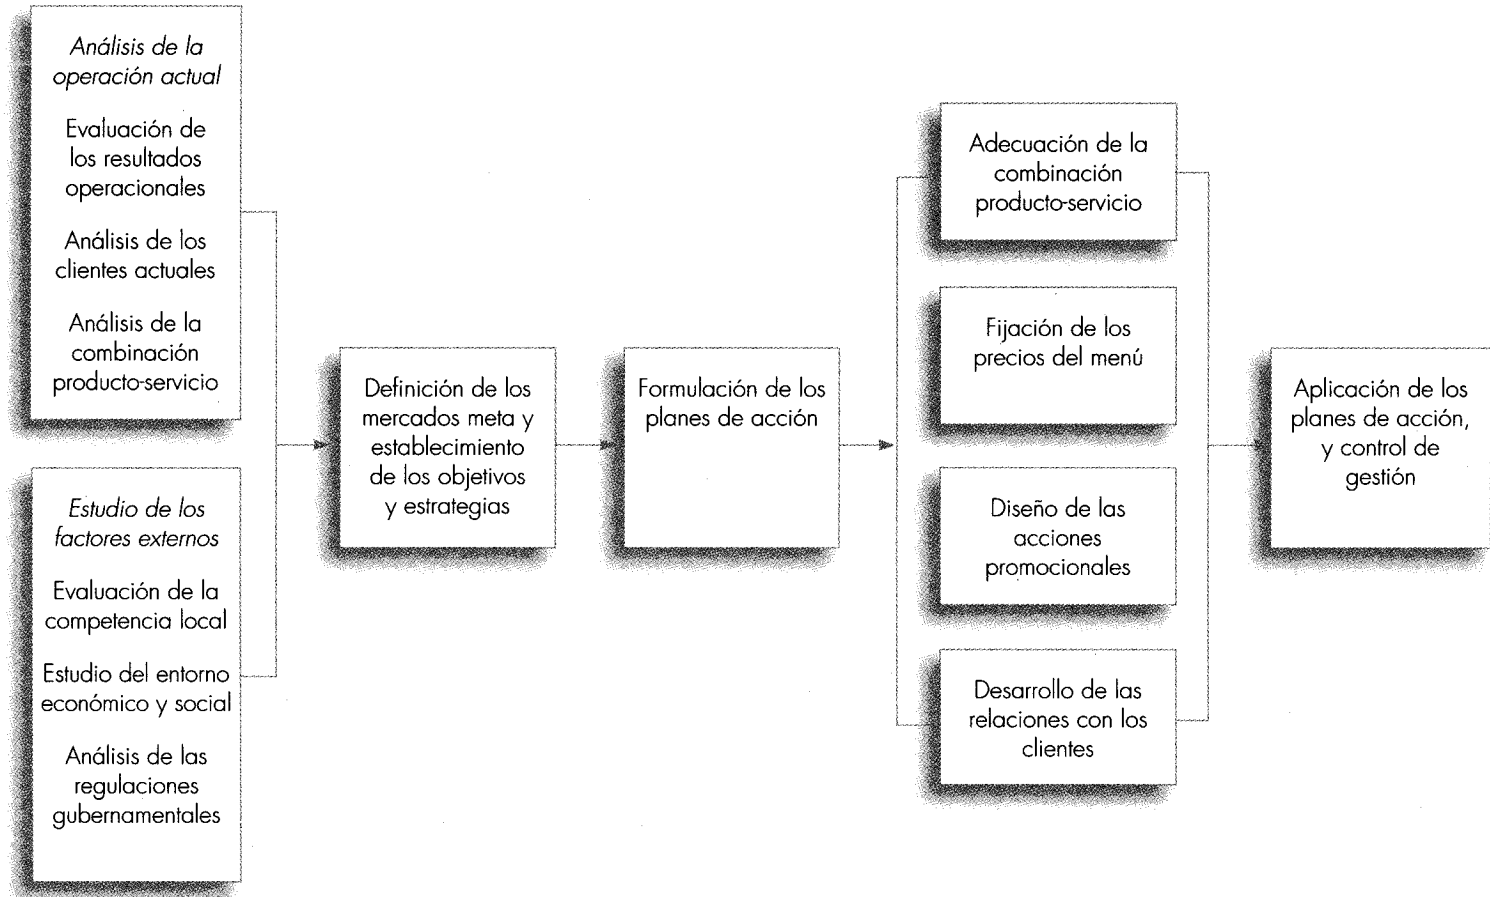 Análisis de la
operación actual
Evaluación de
los resultados
operacionales
Análisis de los
clientes actuales
Análisis de la
combinación
producto-servicio
Estudio de los
factores externos
Evaluación de la
competencia local
Estudio del entorno
económico y social
Análisis de las
regulaciones
gubernamentales
Definición de los
mercados meta y
establecimiento
de los objetivos
y estrategias
Formulación de los
planes de acción
Adecuación de la
combinación
producto-servicio
Fijación de los
precios del menú
Diseño de las
acciones
promocionales
Desarrollo de las
relaciones con los
clientes
Aplicación de los
planes de acción,
y control de
gestión